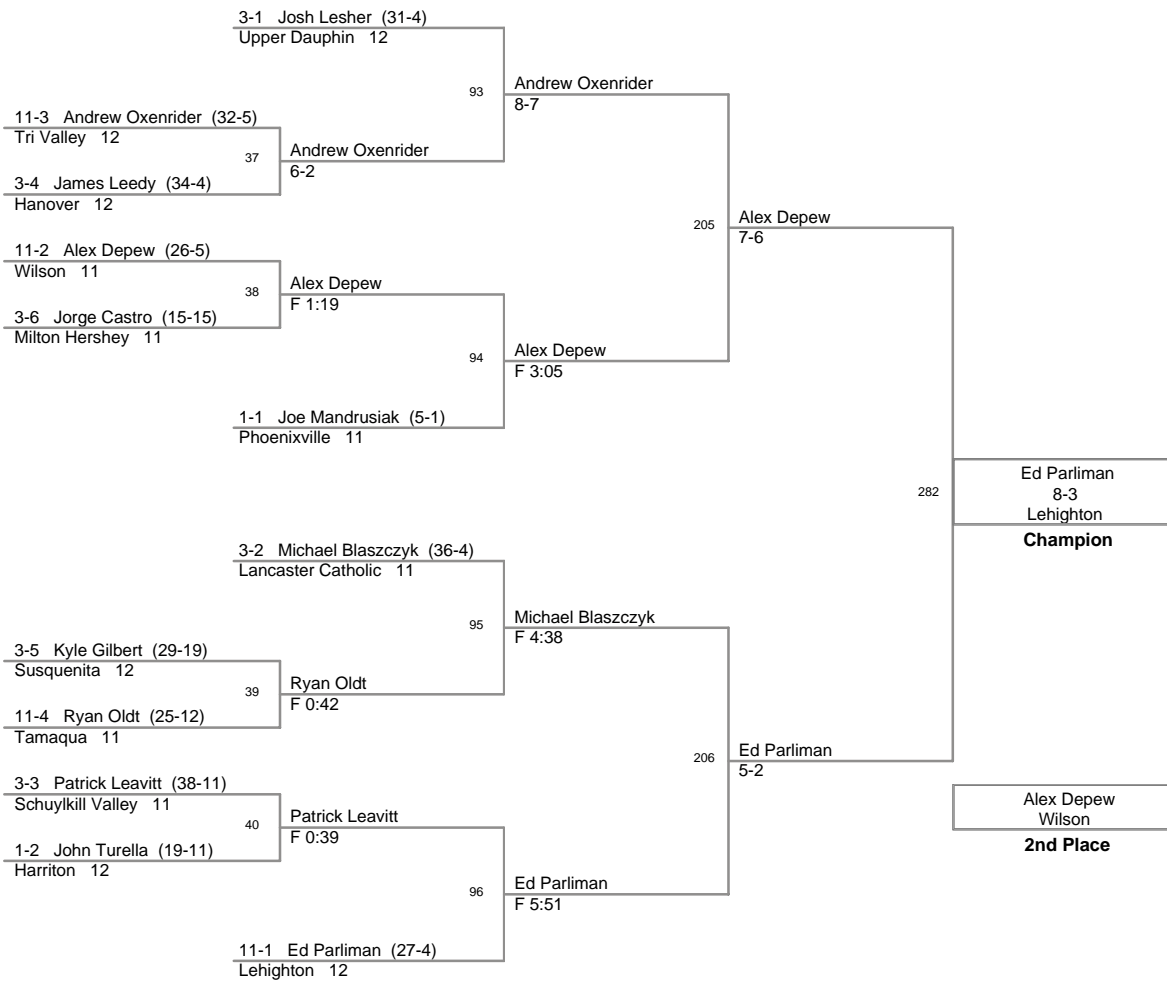 3-1 Josh Lesher (31-4)
Upper Dauphin 12
93
Andrew Oxenrider
8-7
11-3 Andrew Oxenrider (32-5)
Tri Valley 12
37
Andrew Oxenrider
6-2
3-4 James Leedy (34-4)
Hanover 12
205
Alex Depew
7-6
11-2 Alex Depew (26-5)
Wilson 11
38
Alex Depew
F 1:19
3-6 Jorge Castro (15-15)
Milton Hershey 11
94
Alex Depew
F 3:05
1-1 Joe Mandrusiak (5-1)
Phoenixville 11
282
Ed Parliman
8-3
Lehighton
Champion
3-2 Michael Blaszczyk (36-4)
Lancaster Catholic 11
95
Michael Blaszczyk
F 4:38
3-5 Kyle Gilbert (29-19)
Susquenita 12
39
Ryan Oldt
F 0:42
11-4 Ryan Oldt (25-12)
Tamaqua 11
206
Ed Parliman
5-2
3-3 Patrick Leavitt (38-11)
Schuylkill Valley 11
40
Patrick Leavitt
F 0:39
1-2 John Turella (19-11)
Harriton 12
Alex Depew
Wilson
2nd Place
96
Ed Parliman
F 5:51
11-1 Ed Parliman (27-4)
Lehighton 12